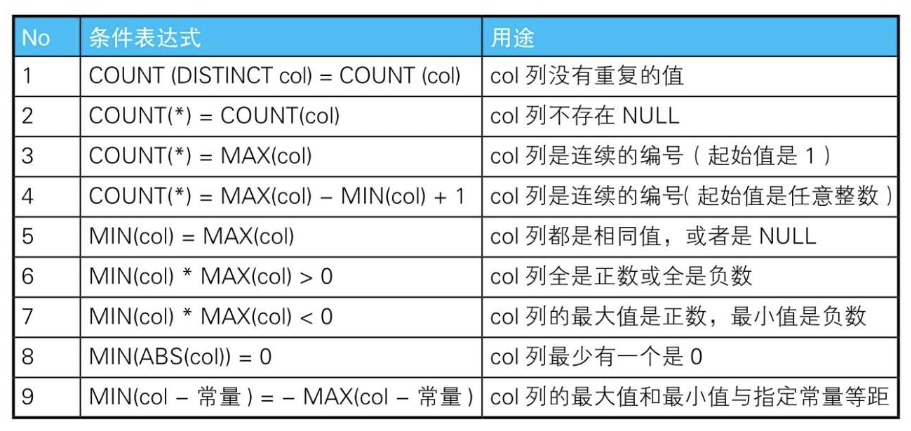 No 条件表达式 用途
1 COUNT (DISTINCT col) = COUNT (col) col 列没有重复的值
2 COUNT(*) = COUNT(col) col 列不存在 NULL
3 COUNT(*) = MAX(col) col 列是连续的编号（起始值是 1）
4 COUNT(*) = MAX(col) – MIN(col) + 1 col 列是连续的编号（起始值是任意整数）
5 MIN(col) = MAX(col) col 列都是相同值，或者是 NULL
6 MIN(col) * MAX(col) > 0 col 列全是正数或全是负数
7 MIN(col) * MAX(col) < 0 col 列的最大值是正数，最小值是负数
8 MIN(ABS(col)) = 0 col 列最少有一个是 0
9 MIN(col – 常量) = – MAX(col – 常量) col 列的最大值和最小值与指定常量等距